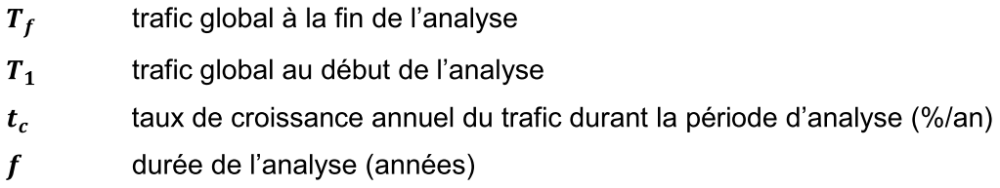 T_f trafic global à la fin de l’analyse
T_1 trafic global au début de l’analyse
t_c taux de croissance annuel du trafic durant la période d’analyse (%/an)
f durée de l’analyse (années)